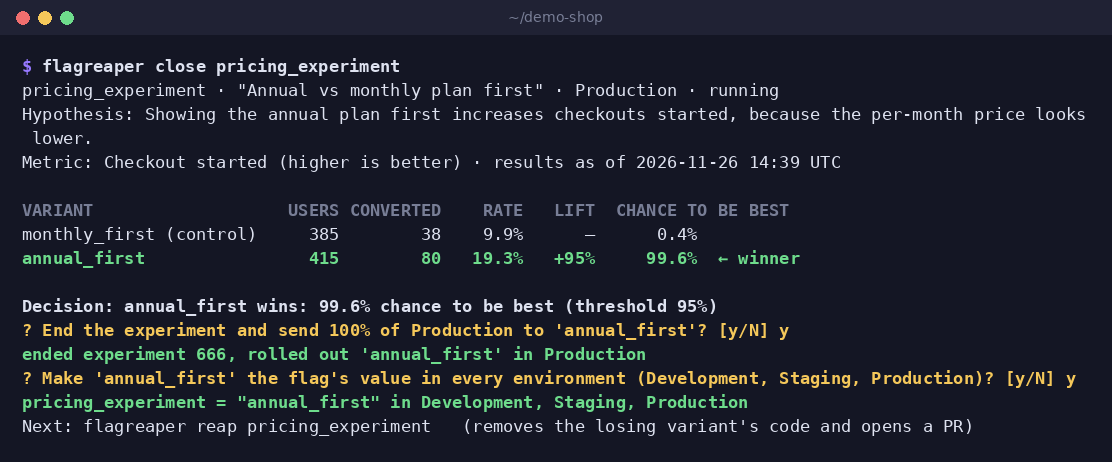 ~/demo-shop
$ flagreaper close pricing_experiment
pricing_experiment · "Annual vs monthly plan first" · Production · running
Hypothesis: Showing the annual plan first increases checkouts started, because the per-month price looks
lower.
Metric: Checkout started (higher is better) · results as of 2026-11-26 14:39 UTC
VARIANT USERS CONVERTED RATE LIFT CHANCE TO BE BEST
monthly_first (control) 385 38 9.9% — 0.4%
annual_first 415 80 19.3% +95% 99.6% ← winner
Decision: annual_first wins: 99.6% chance to be best (threshold 95%)
? End the experiment and send 100% of Production to 'annual_first'? [y/N] y
ended experiment 666, rolled out 'annual_first' in Production
? Make 'annual_first' the flag's value in every environment (Development, Staging, Production)? [y/N] y
pricing_experiment = "annual_first" in Development, Staging, Production
Next: flagreaper reap pricing_experiment (removes the losing variant's code and opens a PR)